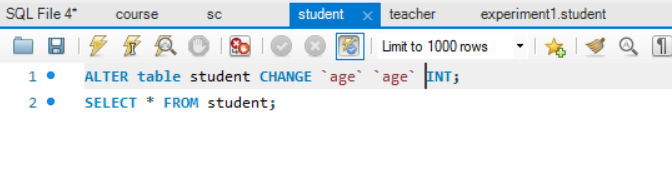 SQL File 4* course sc student × teacher experiment1.student
Limit to 1000 rows
1 ALTER table student CHANGE `age` `age` INT;
2 SELECT * FROM student;